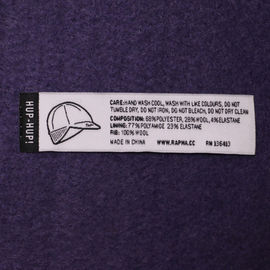 HUP-HUP!
CARE: HAND WASH COOL, WASH WITH LIKE COLOURS, DO NOT
TUMBLE DRY, DO NOT IRON, DO NOT BLEACH, DO NOT DRY CLEAN
COMPOSITION: 68% POLYESTER, 28% WOOL, 4% ELASTANE
LINING: 77% POLYAMIDE 23% ELASTANE
RIB: 100% WOOL
MADE IN CHINA WWW.RAPHA.CC RN 136410